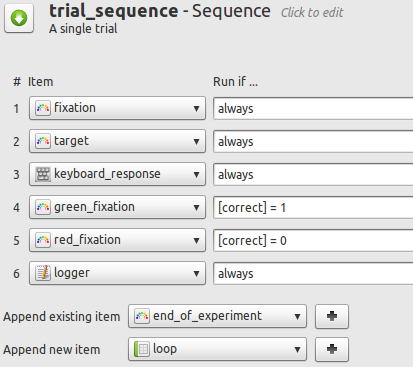 trial_sequence - Sequence Click to edit
A single trial
# Item Run if ...
1 fixation always
2 target always
3 keyboard_response always
4 green_fixation [correct] = 1
5 red_fixation [correct] = 0
6 logger always
Append existing item end_of_experiment
Append new item loop